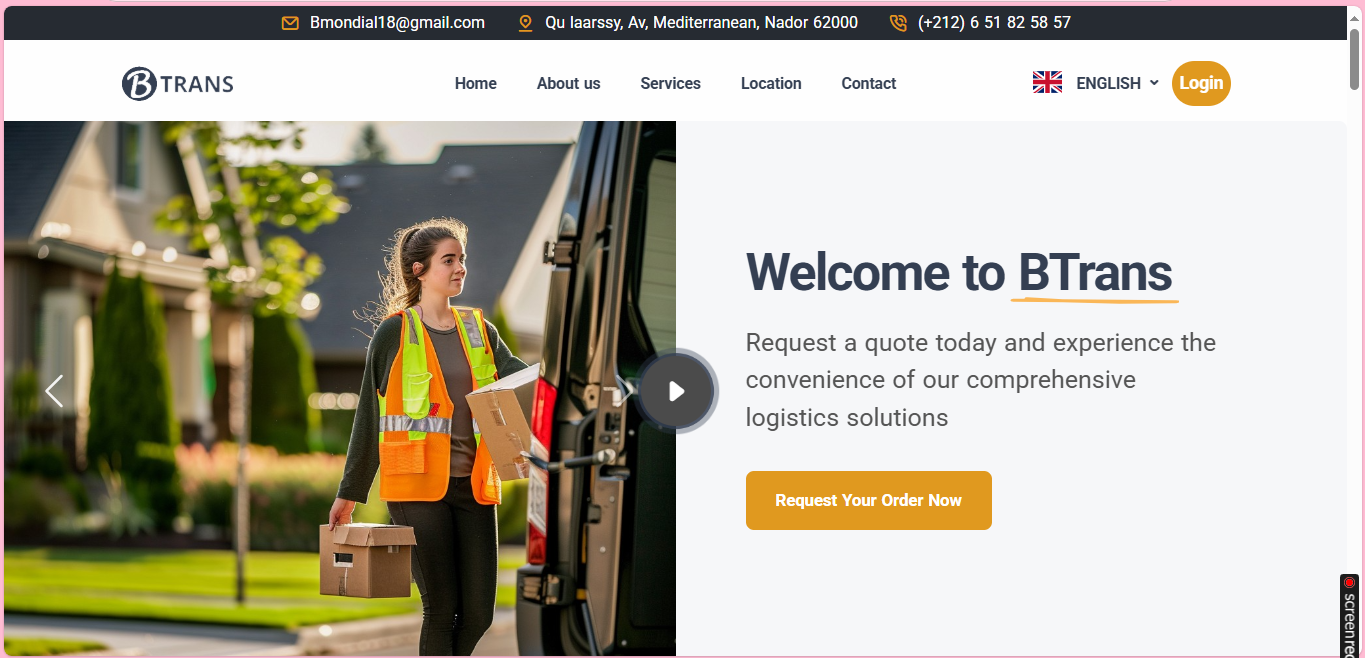 Bmondial18@gmail.com Qu laarssy, Av, Mediterranean, Nador 62000 (+212) 6 51 82 58 57
B TRANS Home About us Services Location Contact ENGLISH Login
Welcome to BTrans
Request a quote today and experience the
convenience of our comprehensive
logistics solutions
Request Your Order Now
screen rec